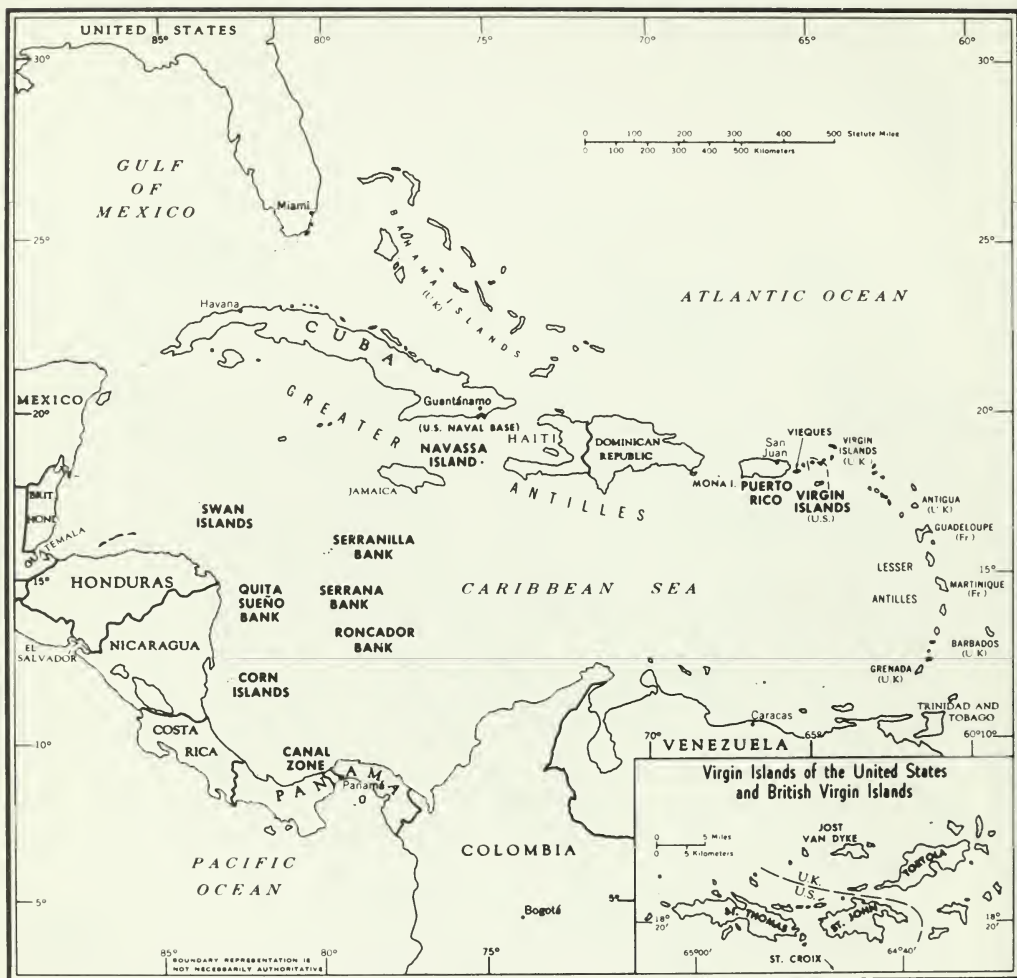 UNITED STATES
85°
80°
75°
70°
65°
60°
30°
30°
0 100 200 300 400 500 Statute Miles
0 100 200 300 400 500 Kilometers
GULF
OF
MEXICO
Miami
25°
25°
BAHAMA ISLANDS
(U K)
ATLANTIC OCEAN
Havana
CUBA
MEXICO
20°
20°
GREATER
Guantánamo
(U.S. NAVAL BASE)
NAVASSA
ISLAND
HAITI
DOMINICAN
REPUBLIC
JAMAICA
ANTILLES
MONA I.
San
Juan
VIEQUES
PUERTO
RICO
VIRGIN
ISLANDS
(U.S.)
VIRGIN
ISLANDS
(U.K)
ANTIGUA
(U K)
GUADELOUPE
(Fr)
BRIT
HOND
GUATEMALA
SWAN
ISLANDS
SERRANILLA
BANK
LESSER
ANTILLES
15°
15°
MARTINIQUE
(Fr)
HONDURAS
QUITA
SUEÑO
BANK
SERRANA
BANK
CARIBBEAN SEA
RONCADOR
BANK
EL
SALVADOR
NICARAGUA
BARBADOS
(U K)
GRENADA
(U K)
CORN
ISLANDS
COSTA
RICA
TRINIDAD AND
TOBAGO
Caracas
10°
CANAL
ZONE
70°
VENEZUELA
65°
60°10°
PANAMA
Panamá
PACIFIC
OCEAN
COLOMBIA
Bogotá
5°
5°
85°
80°
75°
BOUNDARY REPRESENTATION IS
NOT NECESSARILY AUTHORITATIVE
Virgin Islands of the United States
and British Virgin Islands
0 5 Miles
0 5 Kilometers
JOST
VAN DYKE
TORTOLA
U.K.
U.S.
ST. THOMAS
ST. JOHN
18°
20'
18°
20'
65°00'
64°40'
ST. CROIX